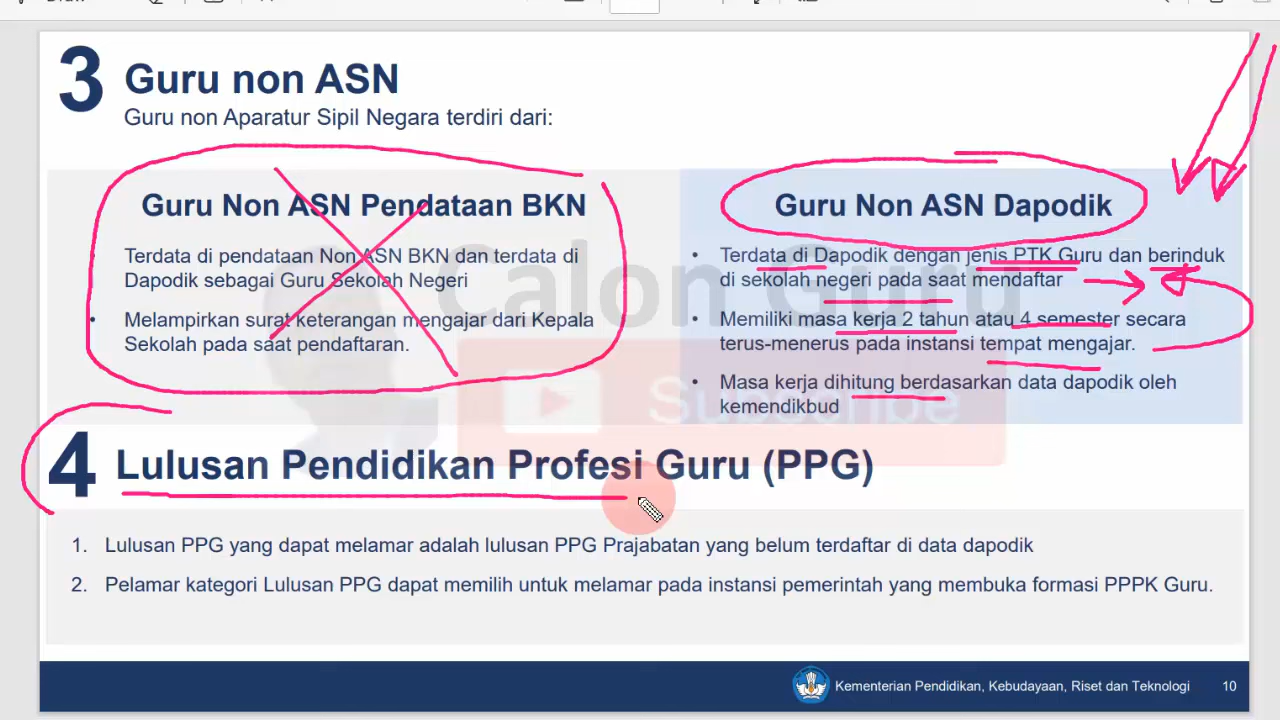 3 Guru non ASN
Guru non Aparatur Sipil Negara terdiri dari:
Guru Non ASN Pendataan BKN
Terdata di pendataan Non ASN BKN dan terdata di
Dapodik sebagai Guru Sekolah Negeri
• Melampirkan surat keterangan mengajar dari Kepala
Sekolah pada saat pendaftaran.
Guru Non ASN Dapodik
• Terdata di Dapodik dengan jenis PTK Guru dan berinduk
di sekolah negeri pada saat mendaftar
• Memiliki masa kerja 2 tahun atau 4 semester secara
terus-menerus pada instansi tempat mengajar.
• Masa kerja dihitung berdasarkan data dapodik oleh
kemendikbud
Calon Guru
Subscribe
4 Lulusan Pendidikan Profesi Guru (PPG)
1. Lulusan PPG yang dapat melamar adalah lulusan PPG Prajabatan yang belum terdaftar di data dapodik
2. Pelamar kategori Lulusan PPG dapat memilih untuk melamar pada instansi pemerintah yang membuka formasi PPPK Guru.
Kementerian Pendidikan, Kebudayaan, Riset dan Teknologi 10